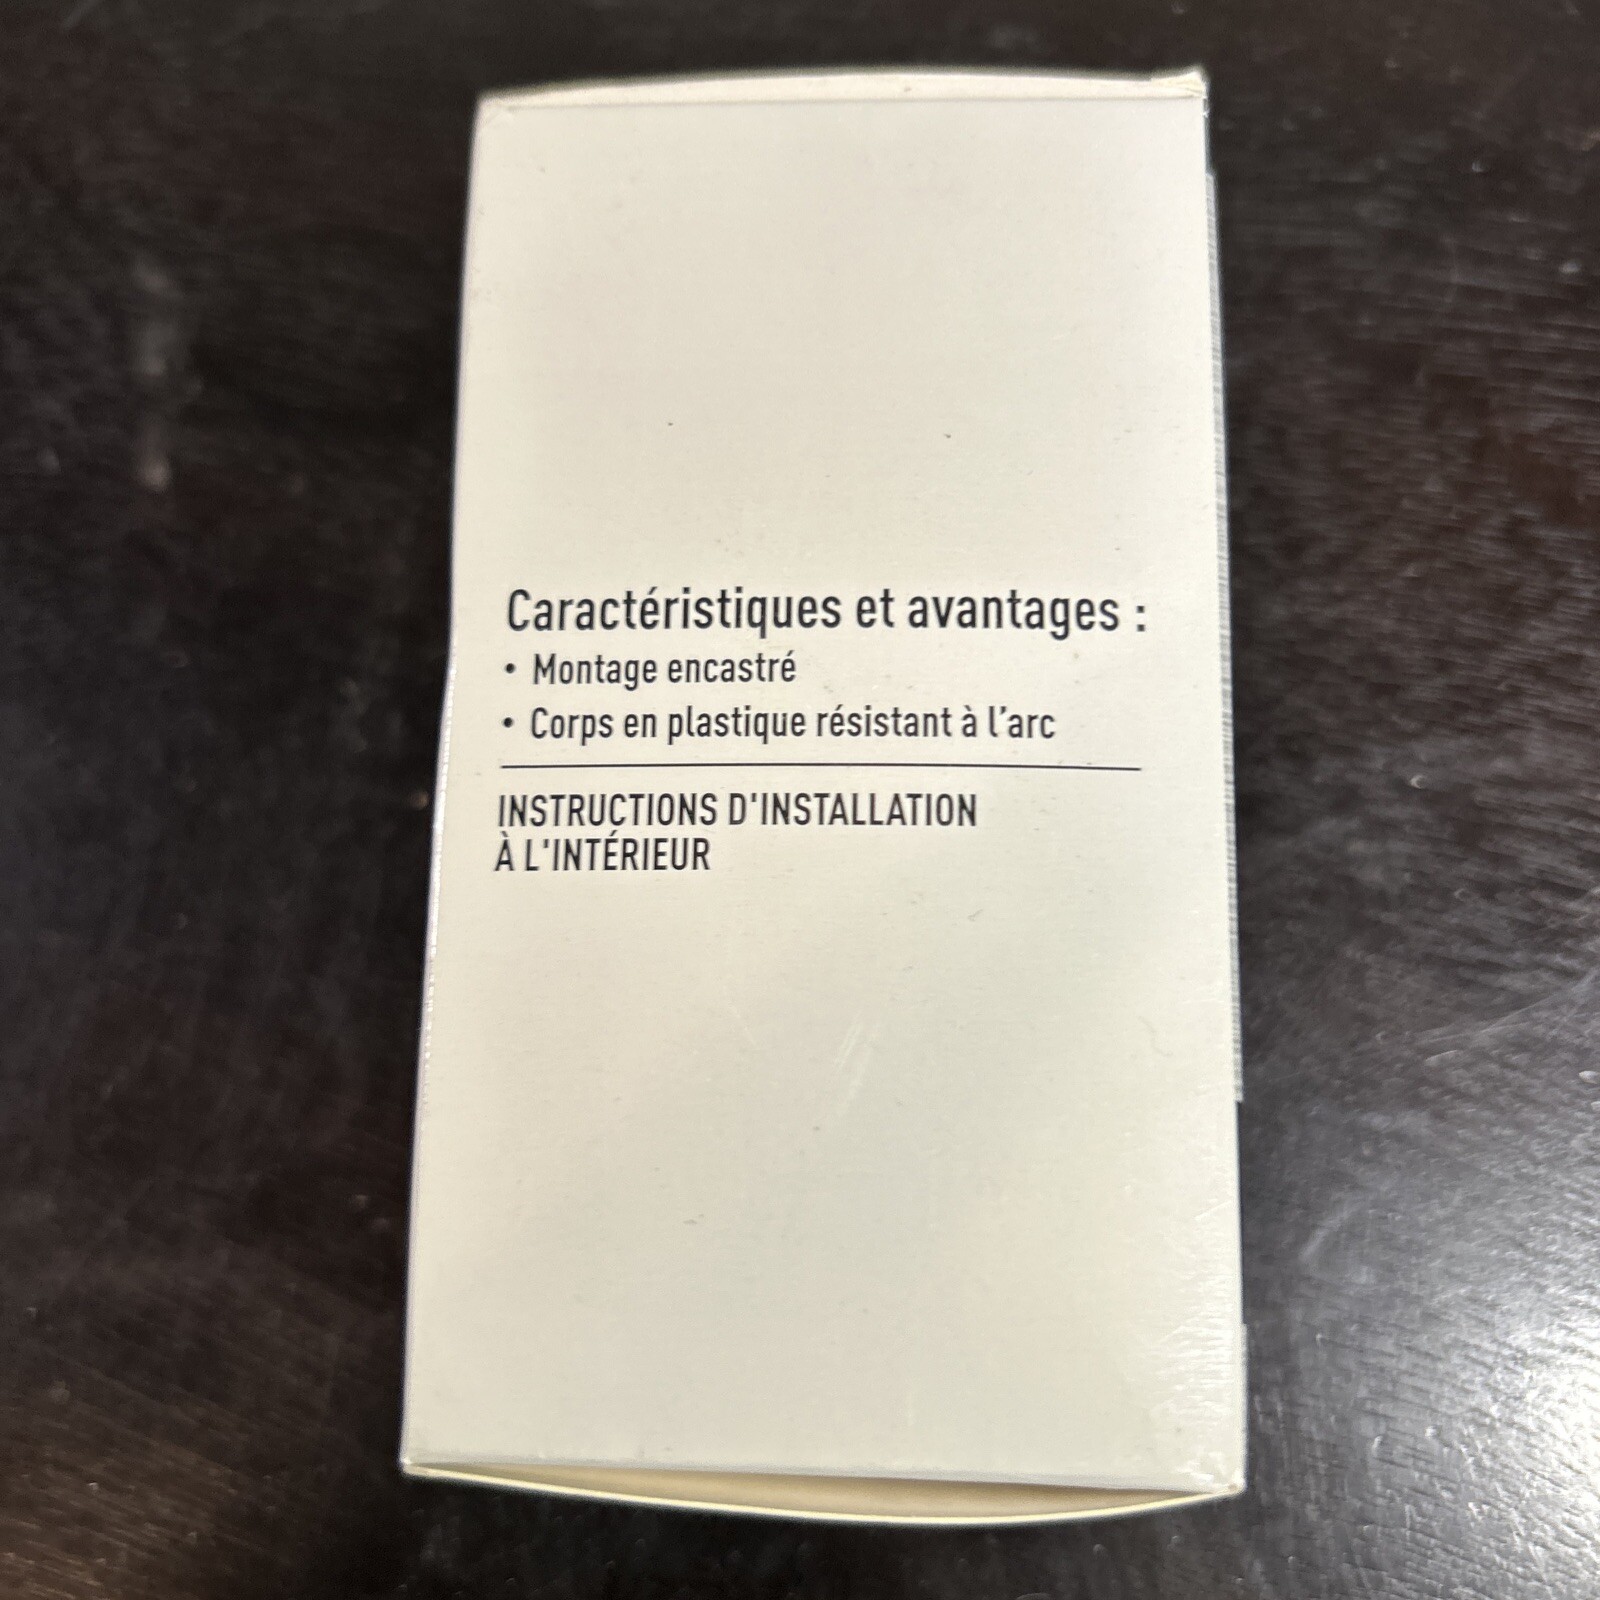 Caractéristiques et avantages :
• Montage encastré
• Corps en plastique résistant à l’arc
INSTRUCTIONS D'INSTALLATION
À L'INTÉRIEUR